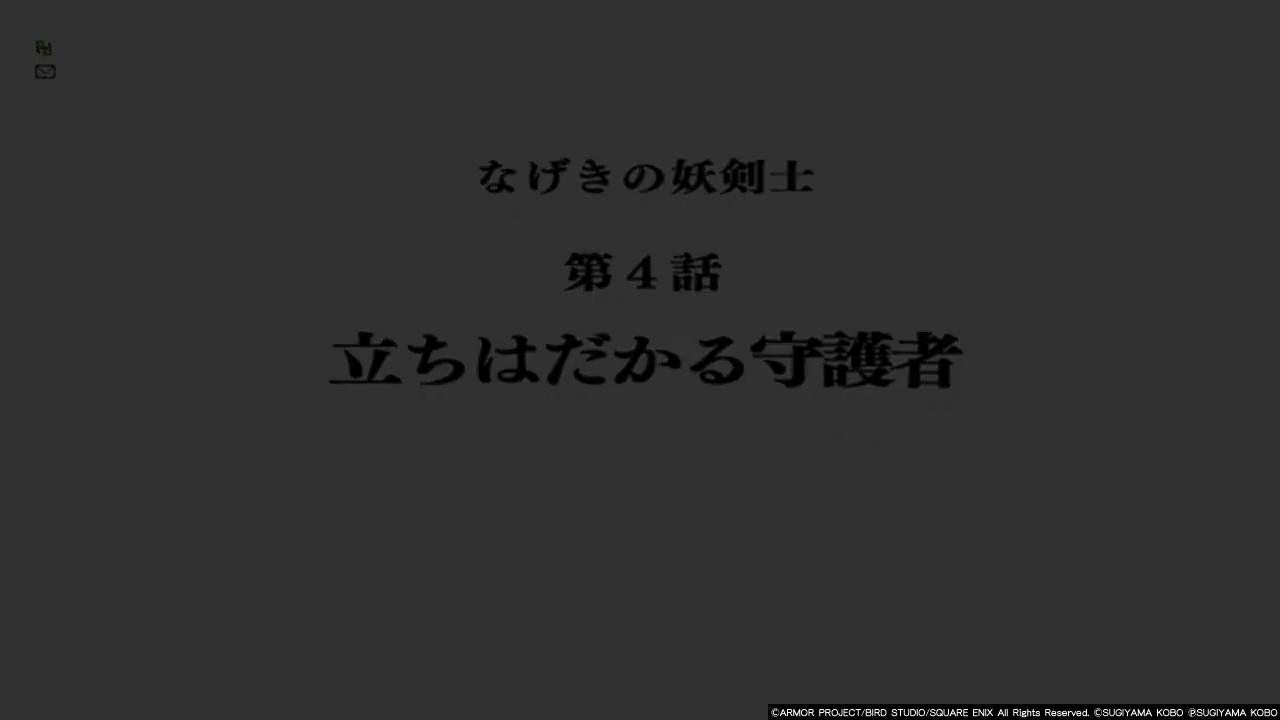 なげきの妖剣士
第４話
立ちはだかる守護者
©ARMOR PROJECT/BIRD STUDIO/SQUARE ENIX All Rights Reserved. ©SUGIYAMA KOBO ℗SUGIYAMA KOBO